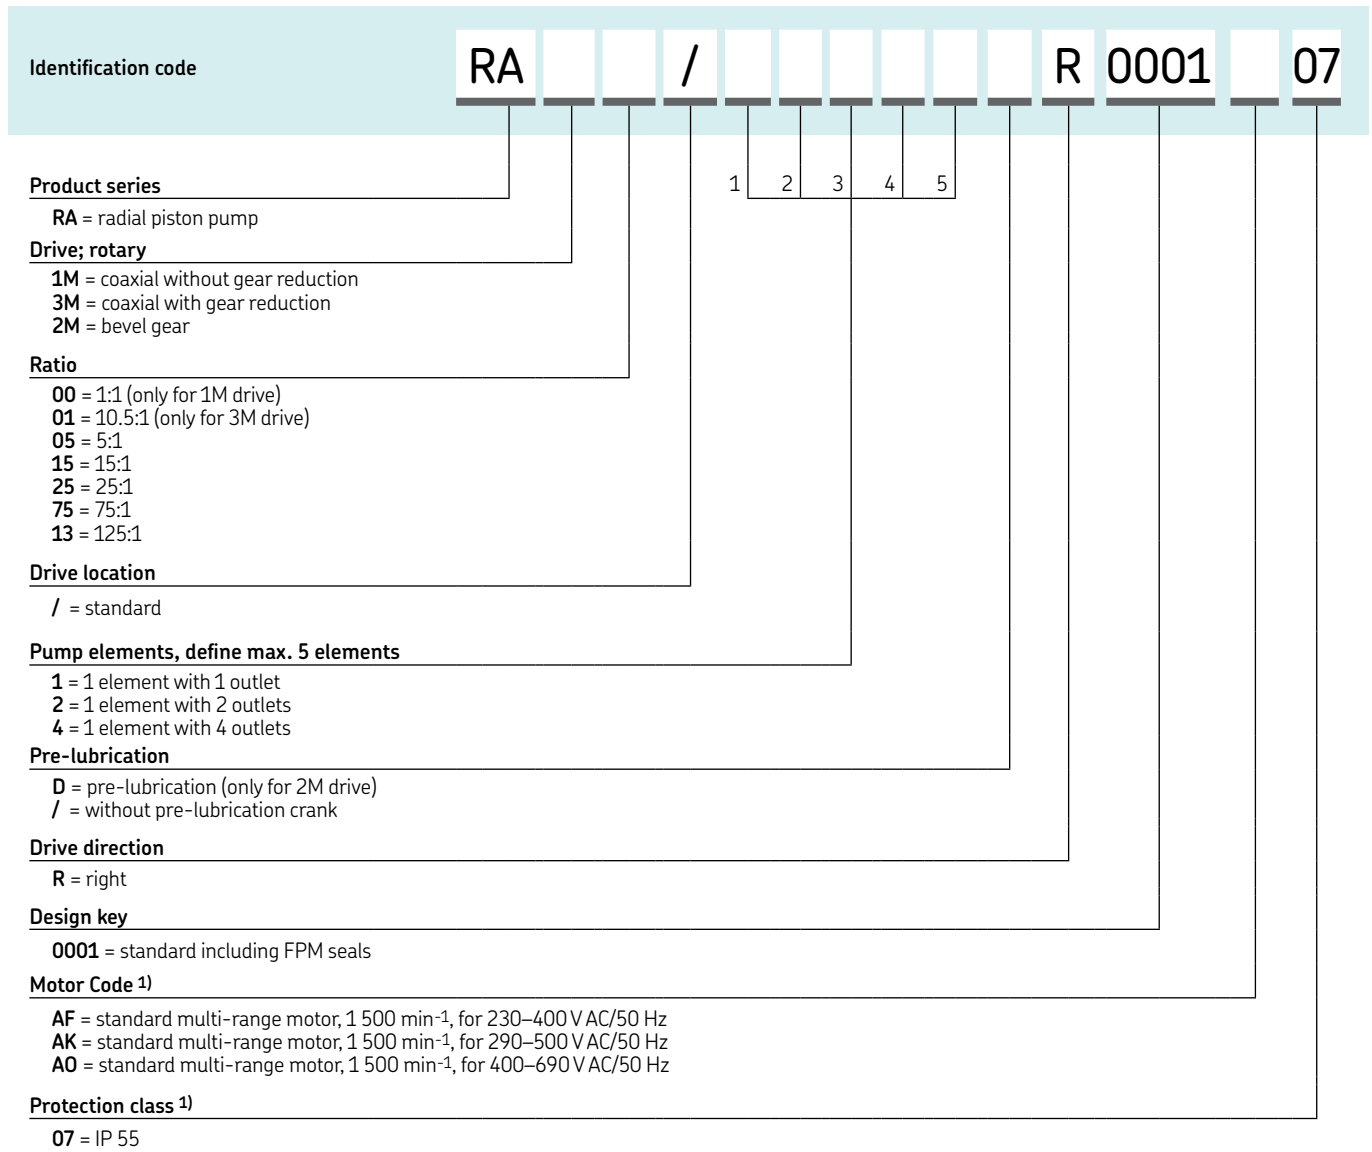 Identification code RA / R 0001 07
Product series 1 2 3 4 5
RA = radial piston pump
Drive; rotary
1M = coaxial without gear reduction
3M = coaxial with gear reduction
2M = bevel gear
Ratio
00 = 1:1 (only for 1M drive)
01 = 10.5:1 (only for 3M drive)
05 = 5:1
15 = 15:1
25 = 25:1
75 = 75:1
13 = 125:1
Drive location
/ = standard
Pump elements, define max. 5 elements
1 = 1 element with 1 outlet
2 = 1 element with 2 outlets
4 = 1 element with 4 outlets
Pre-lubrication
D = pre-lubrication (only for 2M drive)
/ = without pre-lubrication crank
Drive direction
R = right
Design key
0001 = standard including FPM seals
Motor Code 1)
AF = standard multi-range motor, 1 500 min-1, for 230–400 V AC/50 Hz
AK = standard multi-range motor, 1 500 min-1, for 290–500 V AC/50 Hz
AO = standard multi-range motor, 1 500 min-1, for 400–690 V AC/50 Hz
Protection class 1)
07 = IP 55